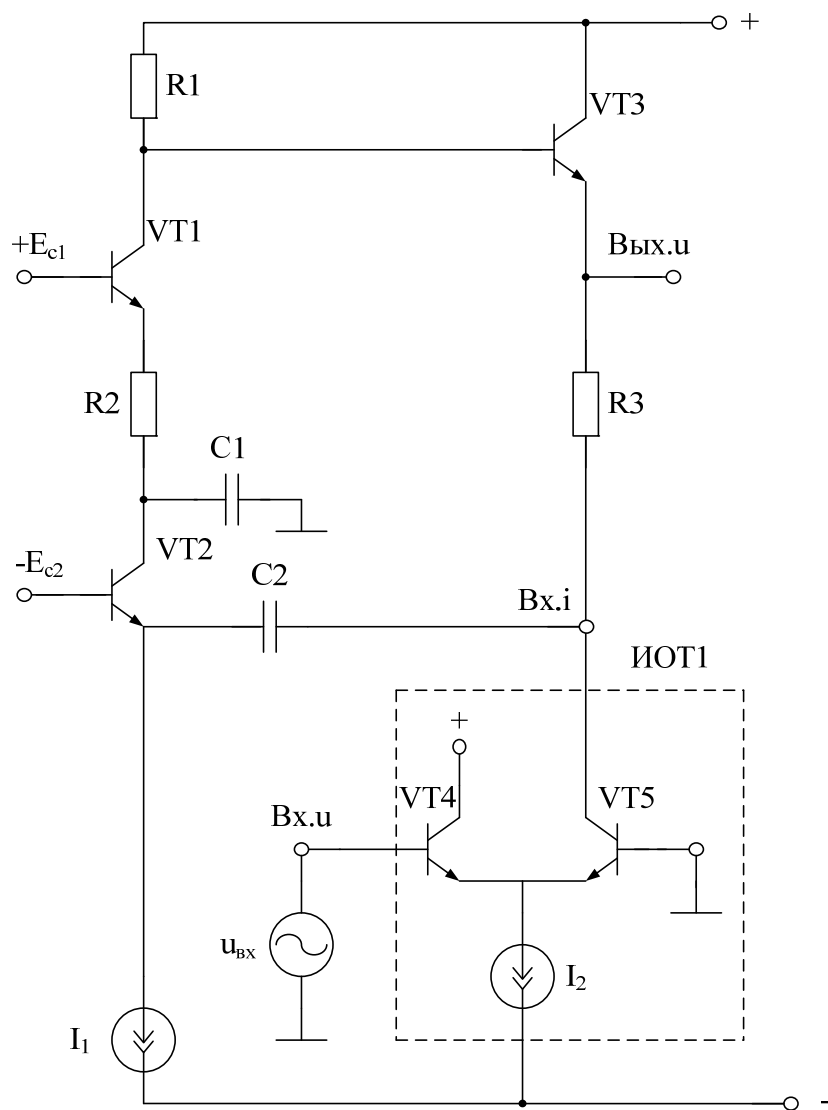 +
R1
VT3
VT1
+Ec1
Вых.u
R2
R3
C1
VT2
-Ec2
C2
Вх.i
ИОТ1
+
VT4
VT5
Вх.u
uвх
I2
I1
-